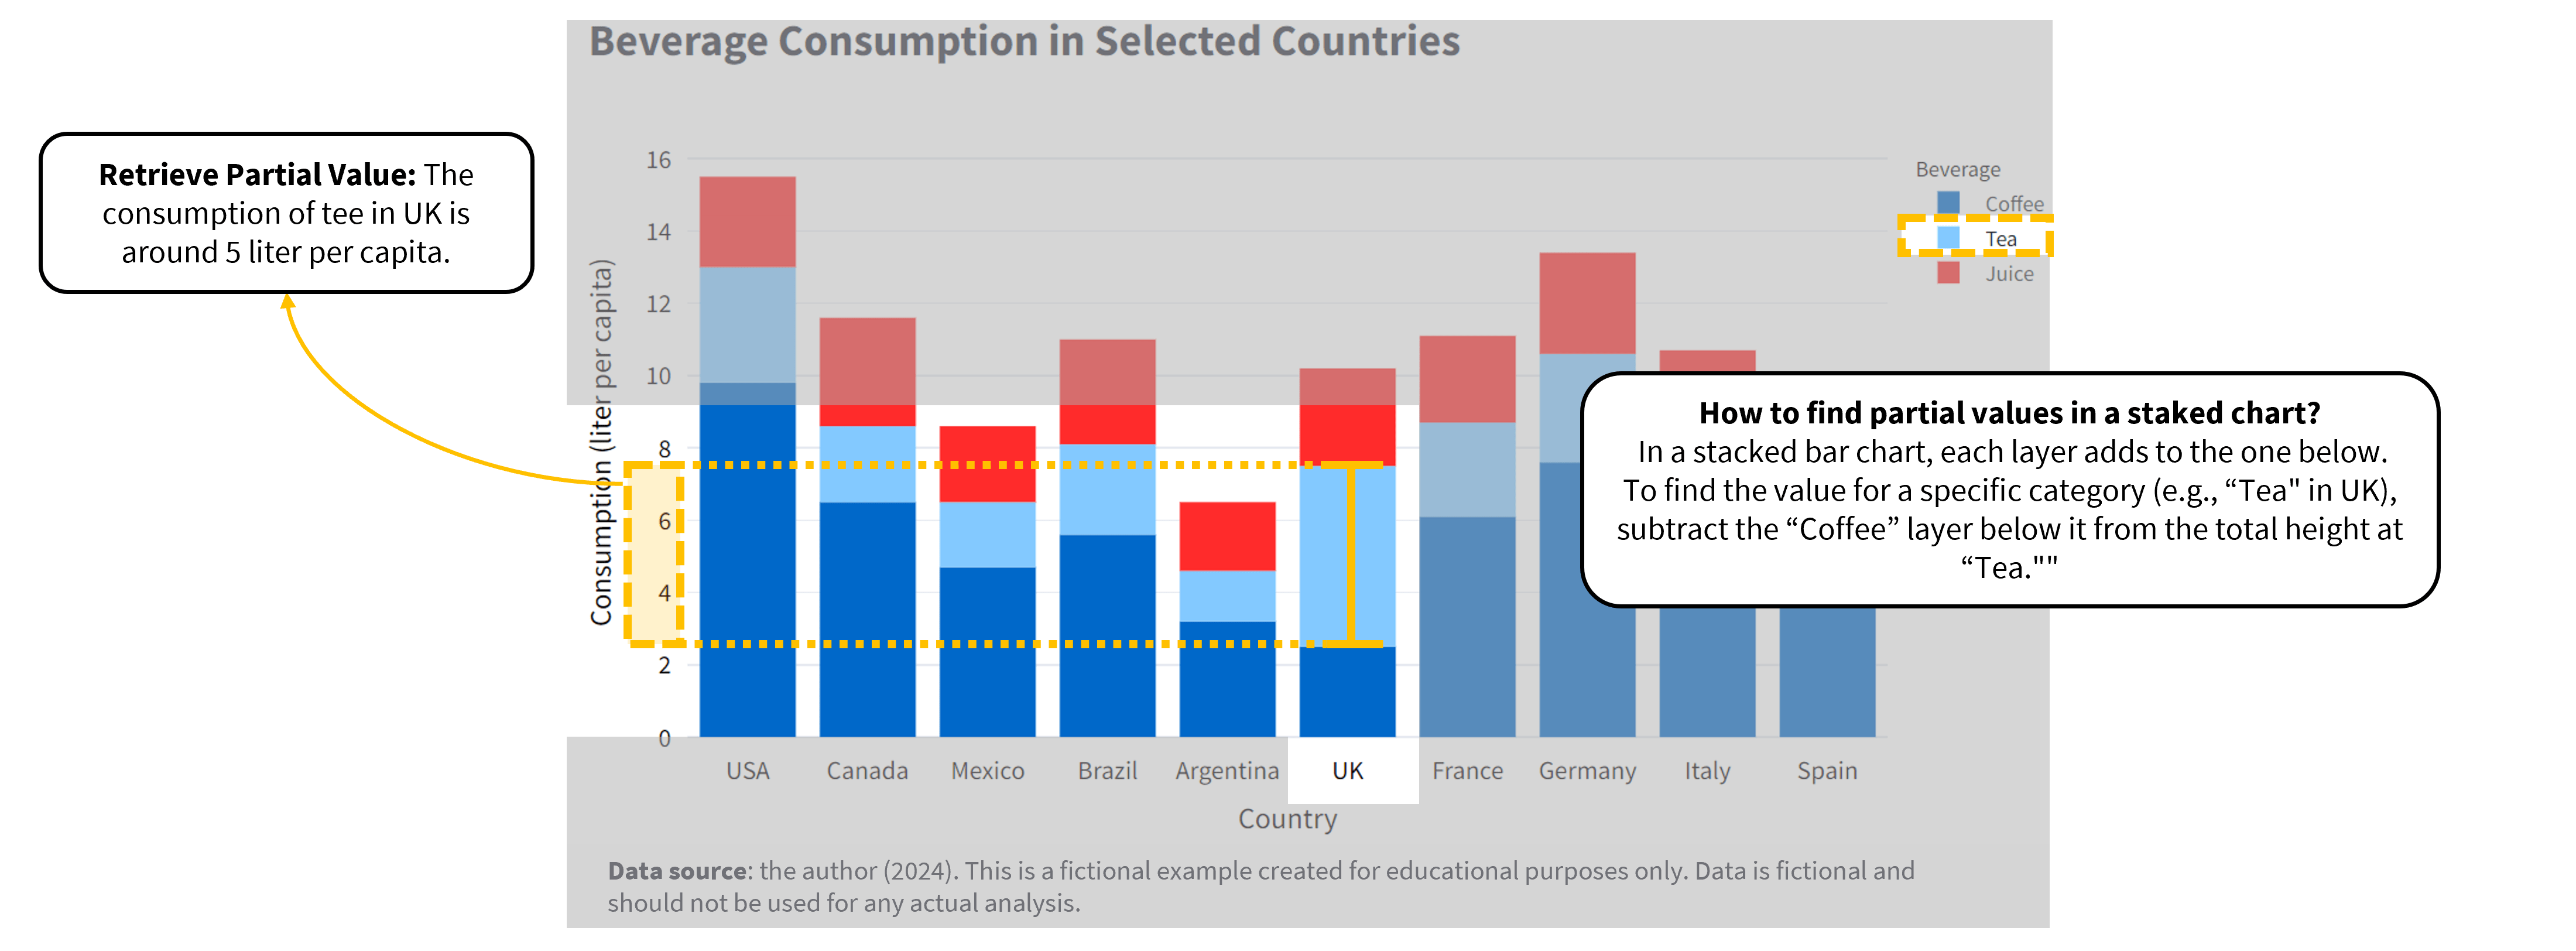 Beverage Consumption in Selected Countries
Retrieve Partial Value: The
consumption of tee in UK is
around 5 liter per capita.
Consumption (liter per capita)
16
14
12
10
8
6
4
2
0
Beverage
Coffee
Tea
Juice
How to find partial values in a staked chart?
In a stacked bar chart, each layer adds to the one below.
To find the value for a specific category (e.g., “Tea" in UK),
subtract the “Coffee” layer below it from the total height at
“Tea.""
USA Canada Mexico Brazil Argentina UK France Germany Italy Spain
Country
Data source: the author (2024). This is a fictional example created for educational purposes only. Data is fictional and
should not be used for any actual analysis.